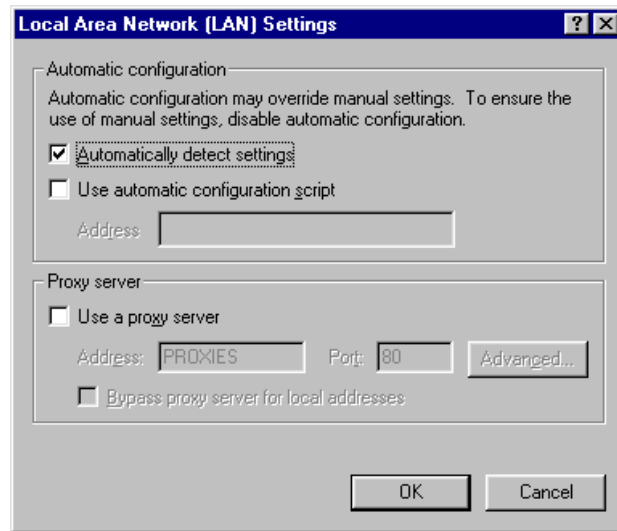 Local Area Network (LAN) Settings
Automatic configuration
Automatic configuration may override manual settings.  To ensure the
use of manual settings, disable automatic configuration.
Automatically detect settings
Use automatic configuration script
Address
Proxy server
Use a proxy server
Address: PROXIES Port: 80 Advanced...
Bypass proxy server for local addresses
OK Cancel